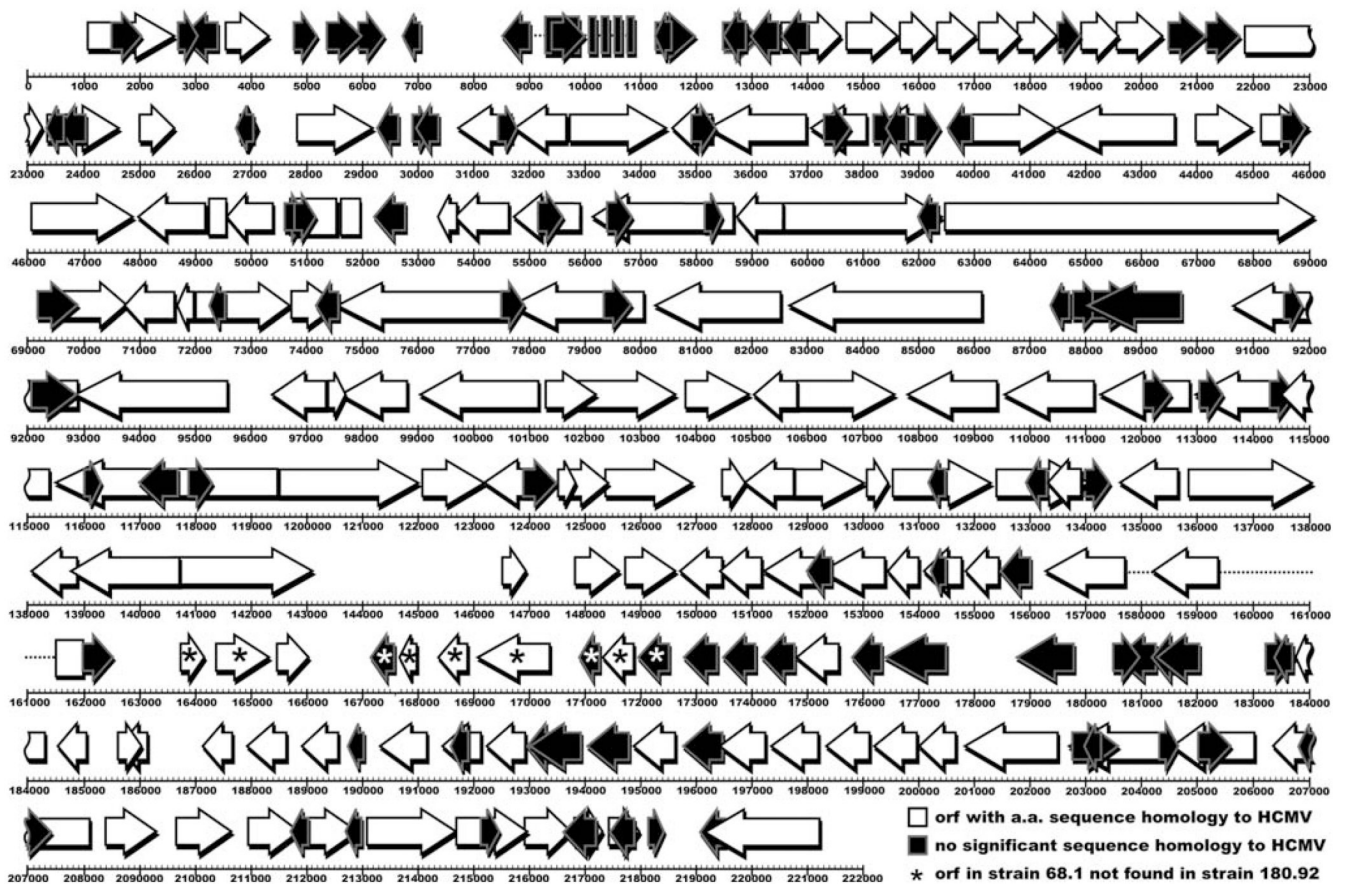 0 1000 2000 3000 4000 5000 6000 7000 8000 9000 10000 11000 12000 13000 14000 15000 16000 17000 18000 19000 20000 21000 22000 23000
23000 24000 25000 26000 27000 28000 29000 30000 31000 32000 33000 34000 35000 36000 37000 38000 39000 40000 41000 42000 43000 44000 45000 46000
46000 47000 48000 49000 50000 51000 52000 53000 54000 55000 56000 57000 58000 59000 60000 61000 62000 63000 64000 65000 66000 67000 68000 69000
69000 70000 71000 72000 73000 74000 75000 76000 77000 78000 79000 80000 81000 82000 83000 84000 85000 86000 87000 88000 89000 90000 91000 92000
92000 93000 94000 95000 96000 97000 98000 99000 100000 101000 102000 103000 104000 105000 106000 107000 108000 109000 110000 111000 112000 113000 114000 115000
115000 116000 117000 118000 119000 120000 121000 122000 123000 124000 125000 126000 127000 128000 129000 130000 131000 132000 133000 134000 135000 136000 137000 138000
138000 139000 140000 141000 142000 143000 144000 145000 146000 147000 148000 149000 150000 151000 152000 153000 154000 155000 156000 157000 158000 159000 160000 161000
* * * * * * * * *
161000 162000 163000 164000 165000 166000 167000 168000 169000 170000 171000 172000 173000 174000 175000 176000 177000 178000 179000 180000 181000 182000 183000 184000
184000 185000 186000 187000 188000 189000 190000 191000 192000 193000 194000 195000 196000 197000 198000 199000 200000 201000 202000 203000 204000 205000 206000 207000
207000 208000 209000 210000 211000 212000 213000 214000 215000 216000 217000 218000 219000 220000 221000 222000
orf with a.a. sequence homology to HCMV
no significant sequence homology to HCMV
* orf in strain 68.1 not found in strain 180.92